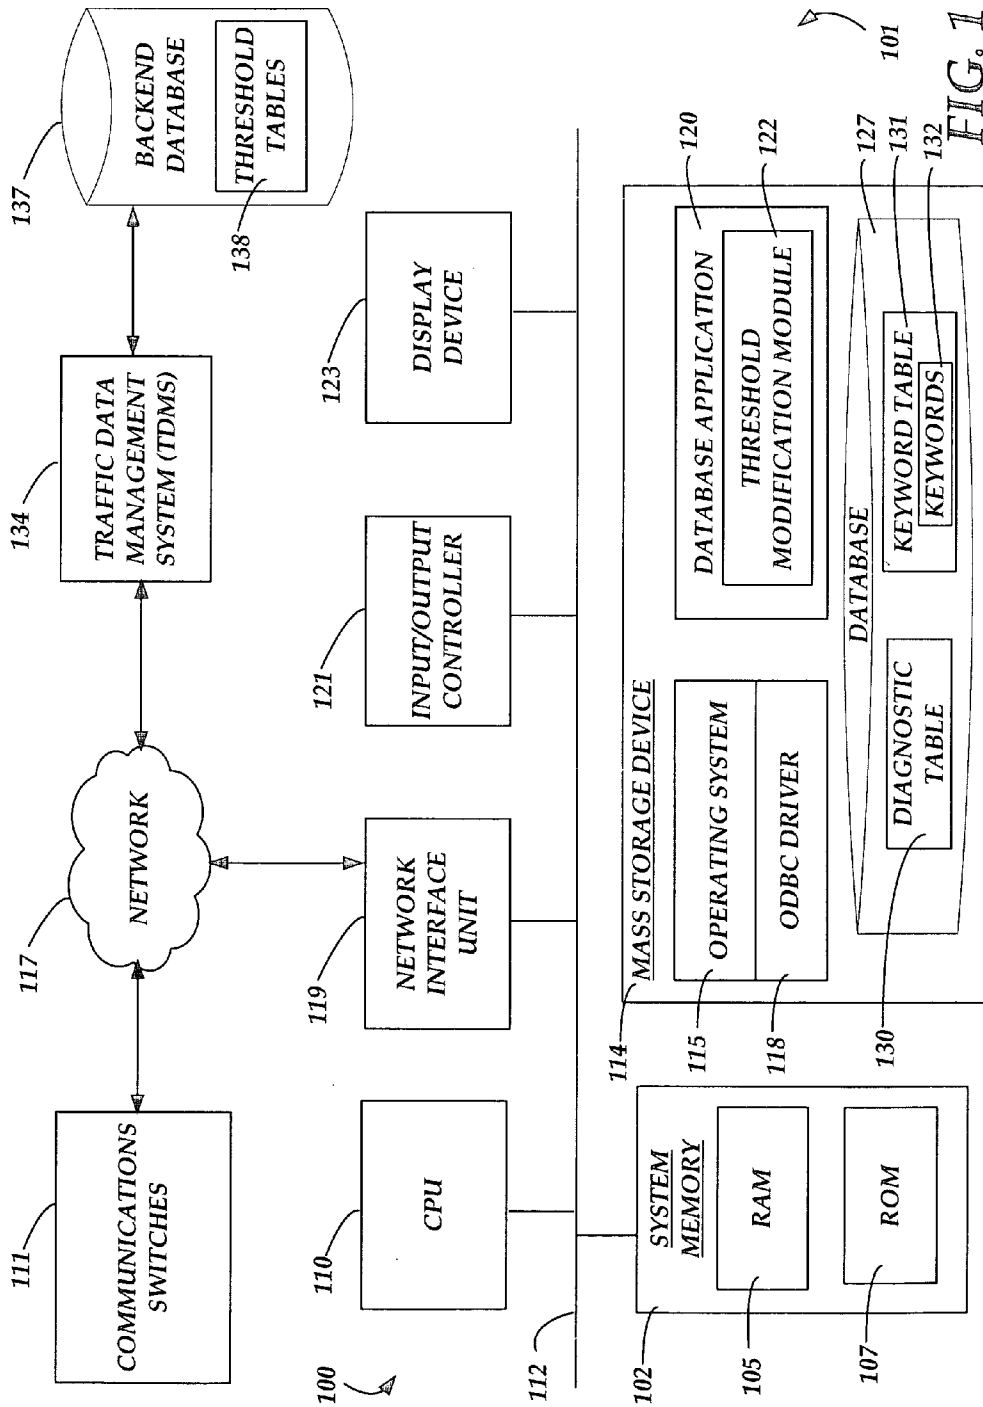 111
COMMUNICATIONS
SWITCHES
117
NETWORK
134
TRAFFIC DATA
MANAGEMENT
SYSTEM (TDMS)
137
BACKEND
DATABASE
THRESHOLD
TABLES
138
100
110
CPU
119
NETWORK
INTERFACE
UNIT
121
INPUT/OUTPUT
CONTROLLER
123
DISPLAY
DEVICE
112
102
SYSTEM
MEMORY
105
RAM
107
ROM
114
MASS STORAGE DEVICE
115
OPERATING SYSTEM
118
ODBC DRIVER
DATABASE APPLICATION
120
THRESHOLD
MODIFICATION MODULE
122
DATABASE
127
130
DIAGNOSTIC
TABLE
KEYWORD TABLE
131
KEYWORDS
132
101
FIG. 1